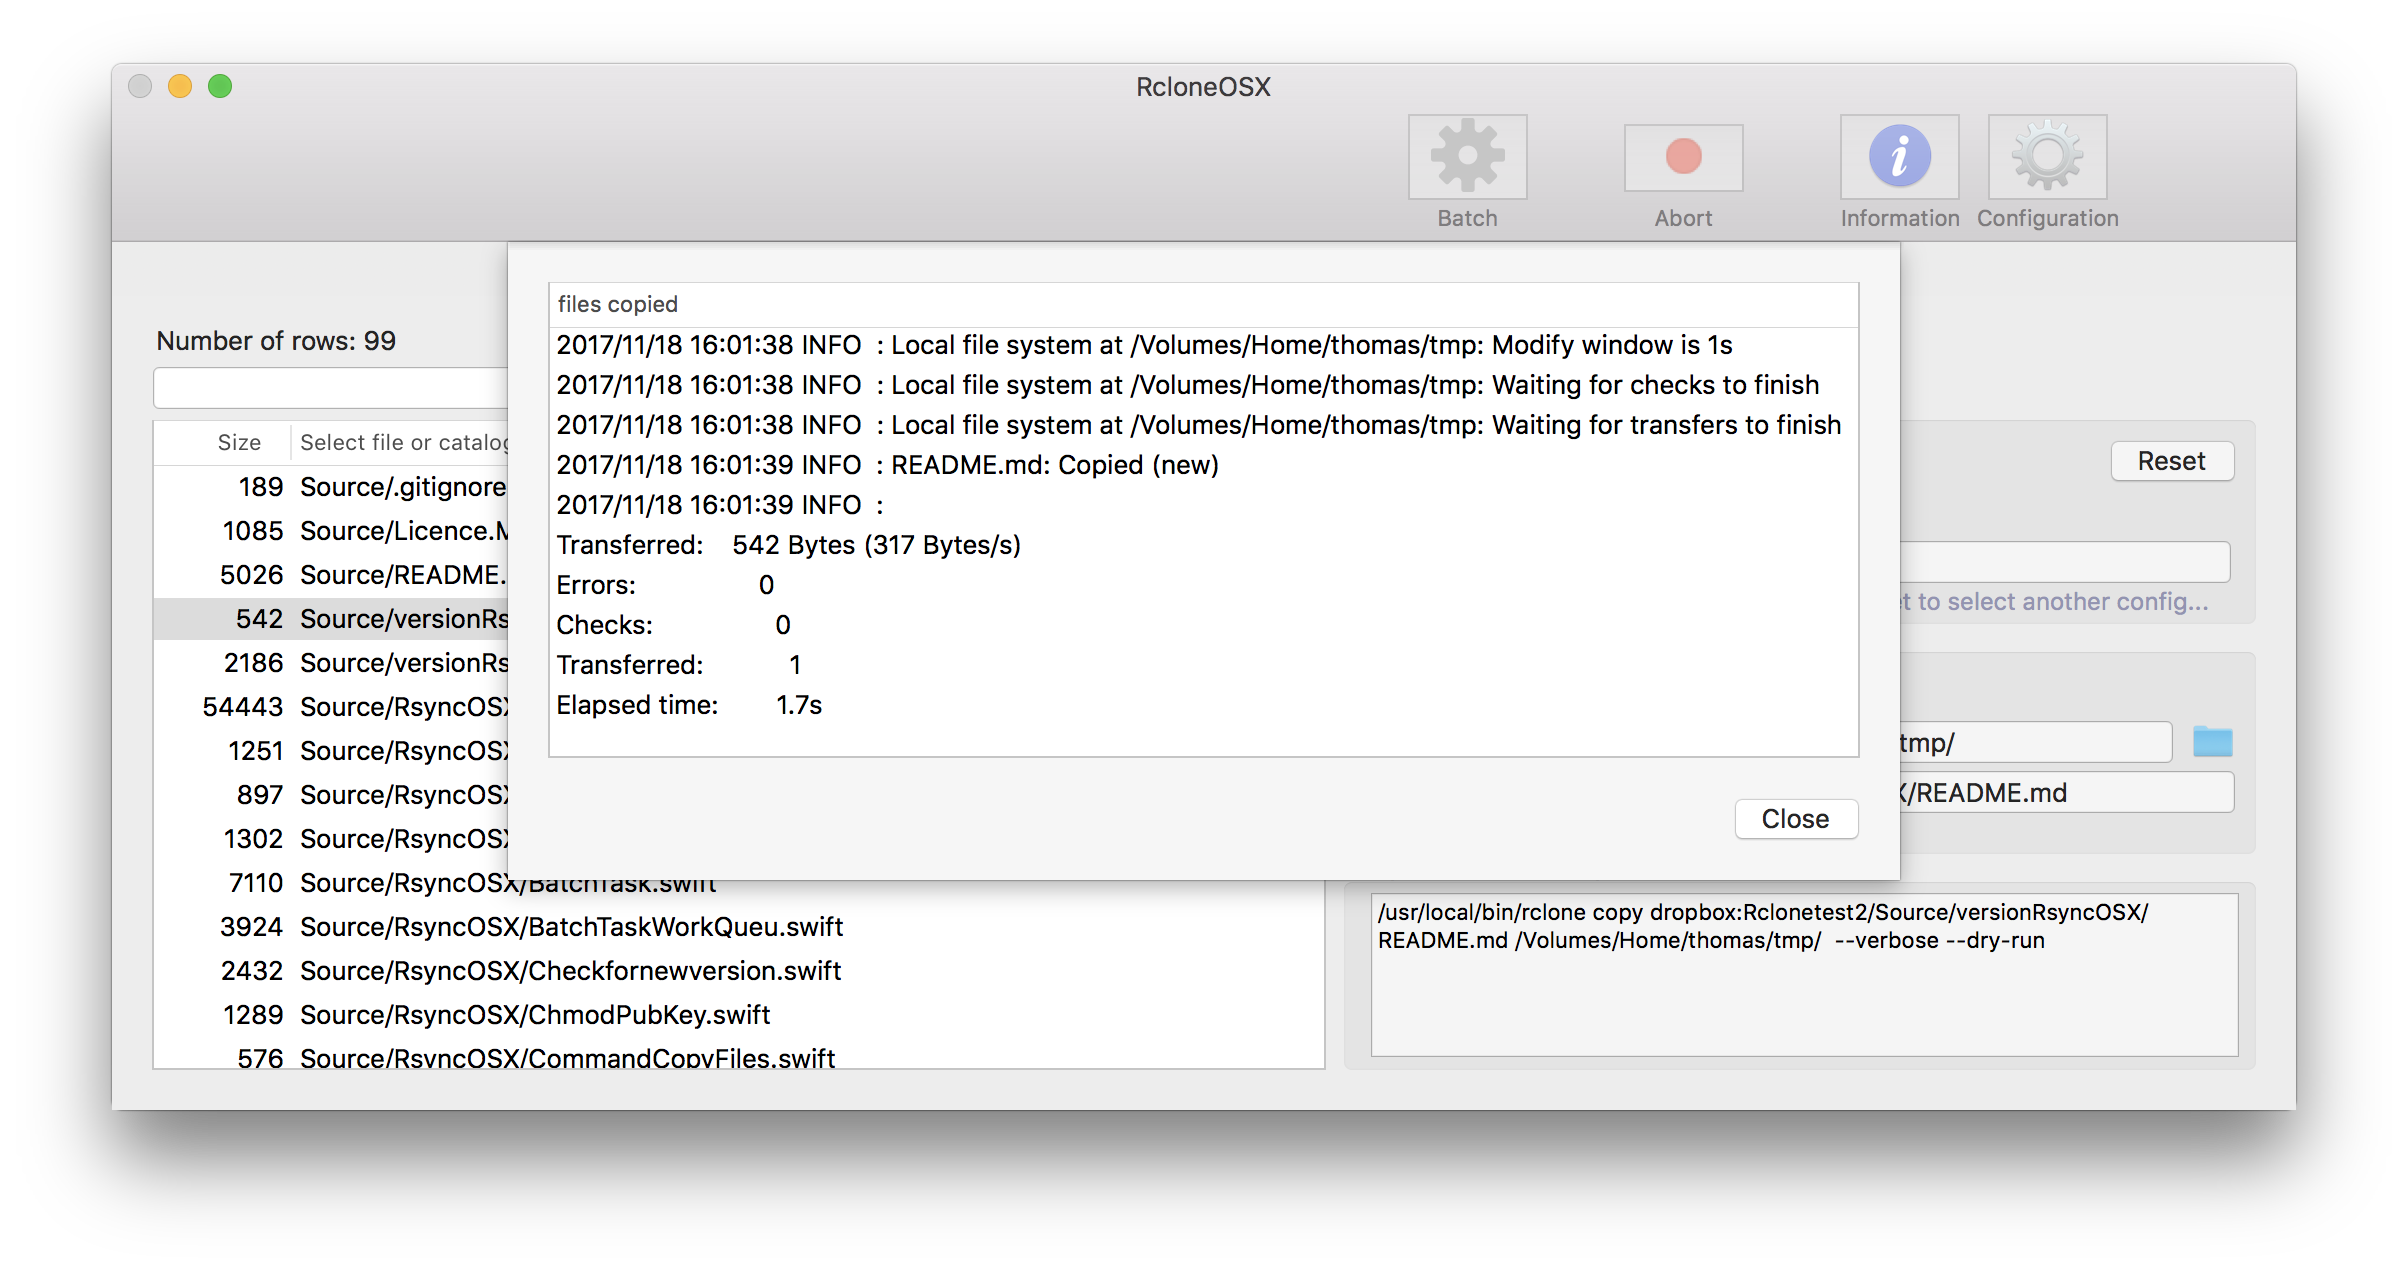 RcloneOSX
Batch
Abort
Information
Configuration
files copied
2017/11/18 16:01:38 INFO  : Local file system at /Volumes/Home/thomas/tmp: Modify window is 1s
2017/11/18 16:01:38 INFO  : Local file system at /Volumes/Home/thomas/tmp: Waiting for checks to finish
2017/11/18 16:01:38 INFO  : Local file system at /Volumes/Home/thomas/tmp: Waiting for transfers to finish
2017/11/18 16:01:39 INFO  : README.md: Copied (new)
2017/11/18 16:01:39 INFO  :
Transferred:    542 Bytes (317 Bytes/s)
Errors:    0
Checks:    0
Transferred:    1
Elapsed time:    1.7s
Close
Number of rows: 99
Size Select file or catalog
189 Source/.gitignore
1085 Source/Licence.M
5026 Source/README.
542 Source/versionRs
2186 Source/versionRs
54443 Source/RsyncOSX
1251 Source/RsyncOSX
897 Source/RsyncOSX
1302 Source/RsyncOSX
7110 Source/RsyncOSX/BatchTask.swift
3924 Source/RsyncOSX/BatchTaskWorkQueu.swift
2432 Source/RsyncOSX/Checkfornewversion.swift
1289 Source/RsyncOSX/ChmodPubKey.swift
576 Source/RsyncOSX/CommandCopyFiles.swift
Reset
to select another config...
tmp/
/README.md
/usr/local/bin/rclone copy dropbox:Rclonetest2/Source/versionRsyncOSX/
README.md /Volumes/Home/thomas/tmp/  --verbose --dry-run